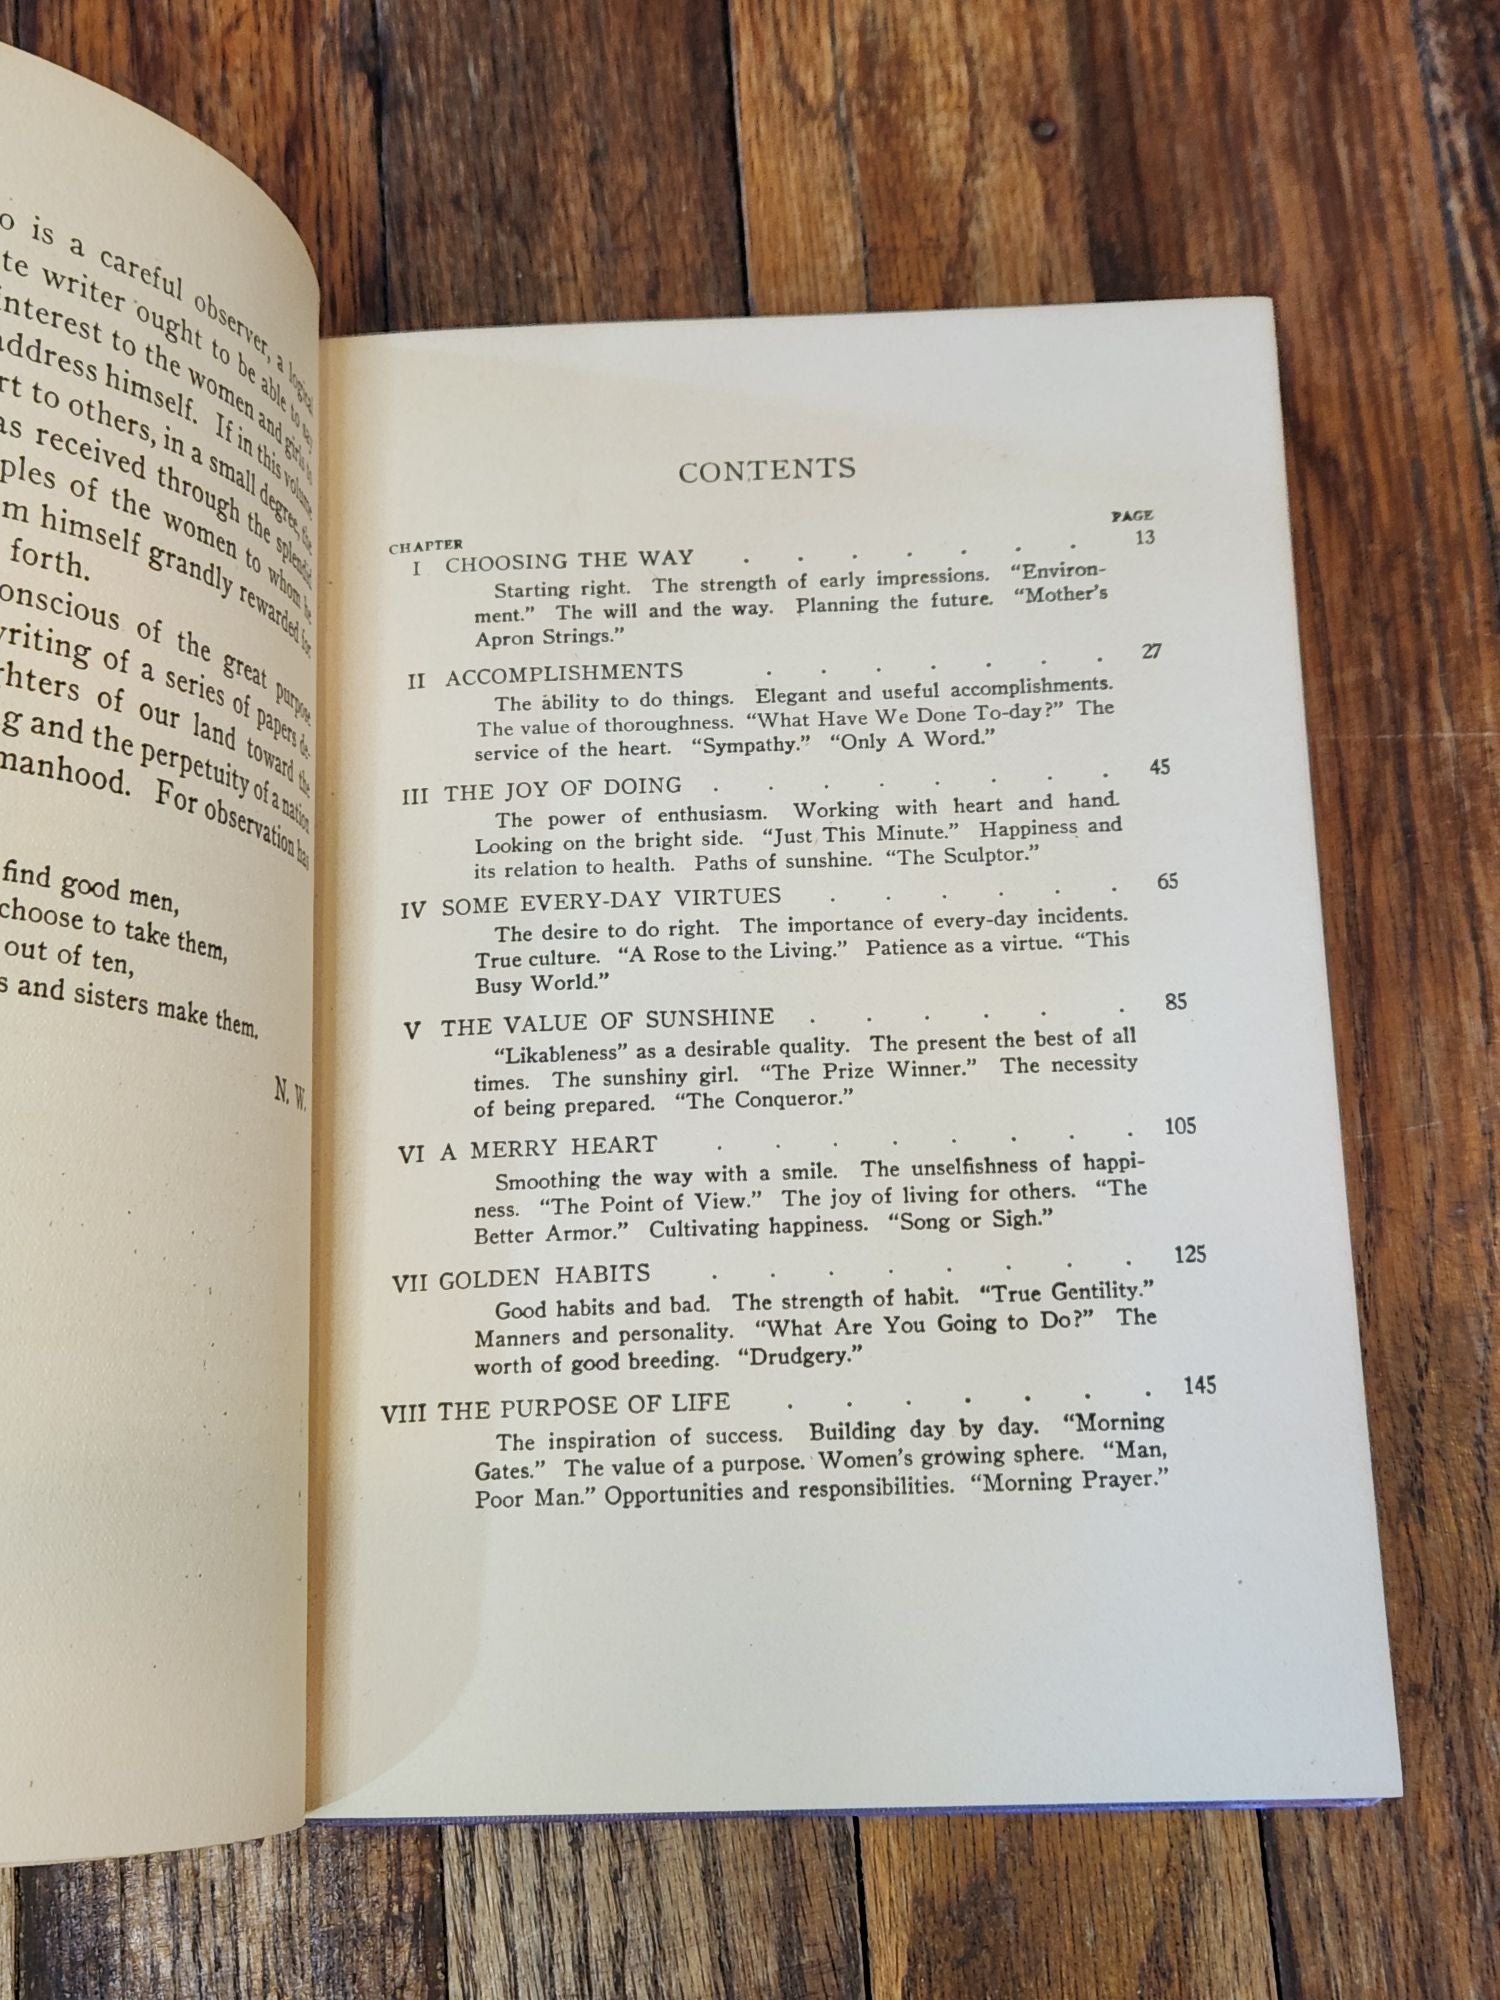 o is a careful observer, a logical
te writer ought to be able to say
interest to the women and girls to
address himself. If in this volume
rt to others, in a small degree, the
as received through the splendid
ples of the women to whom he
m himself grandly rewarded for
forth.
onscious of the great purpose
writing of a series of papers de-
ghters of our land toward the
g and the perpetuity of a nation
manhood. For observation has
find good men,
choose to take them,
out of ten,
s and sisters make them.
N. W.
CONTENTS
CHAPTER PAGE
I CHOOSING THE WAY . . . . . . . 13
Starting right. The strength of early impressions. “Environ-
ment.” The will and the way. Planning the future. “Mother’s
Apron Strings.”
II ACCOMPLISHMENTS . . . . . . . 27
The ability to do things. Elegant and useful accomplishments.
The value of thoroughness. “What Have We Done To-day?” The
service of the heart. “Sympathy.” “Only A Word.”
III THE JOY OF DOING . . . . . . . . 45
The power of enthusiasm. Working with heart and hand.
Looking on the bright side. “Just This Minute.” Happiness and
its relation to health. Paths of sunshine. “The Sculptor.”
IV SOME EVERY-DAY VIRTUES . . . . . . 65
The desire to do right. The importance of every-day incidents.
True culture. “A Rose to the Living.” Patience as a virtue. “This
Busy World.”
V THE VALUE OF SUNSHINE . . . . . . 85
“Likableness” as a desirable quality. The present the best of all
times. The sunshiny girl. “The Prize Winner.” The necessity
of being prepared. “The Conqueror.”
VI A MERRY HEART . . . . . . . . 105
Smoothing the way with a smile. The unselfishness of happi-
ness. “The Point of View.” The joy of living for others. “The
Better Armor.” Cultivating happiness. “Song or Sigh.”
VII GOLDEN HABITS . . . . . . . . 125
Good habits and bad. The strength of habit. “True Gentility.”
Manners and personality. “What Are You Going to Do?” The
worth of good breeding. “Drudgery.”
VIII THE PURPOSE OF LIFE . . . . . . . 145
The inspiration of success. Building day by day. “Morning
Gates.” The value of a purpose. Women’s growing sphere. “Man,
Poor Man.” Opportunities and responsibilities. “Morning Prayer.”